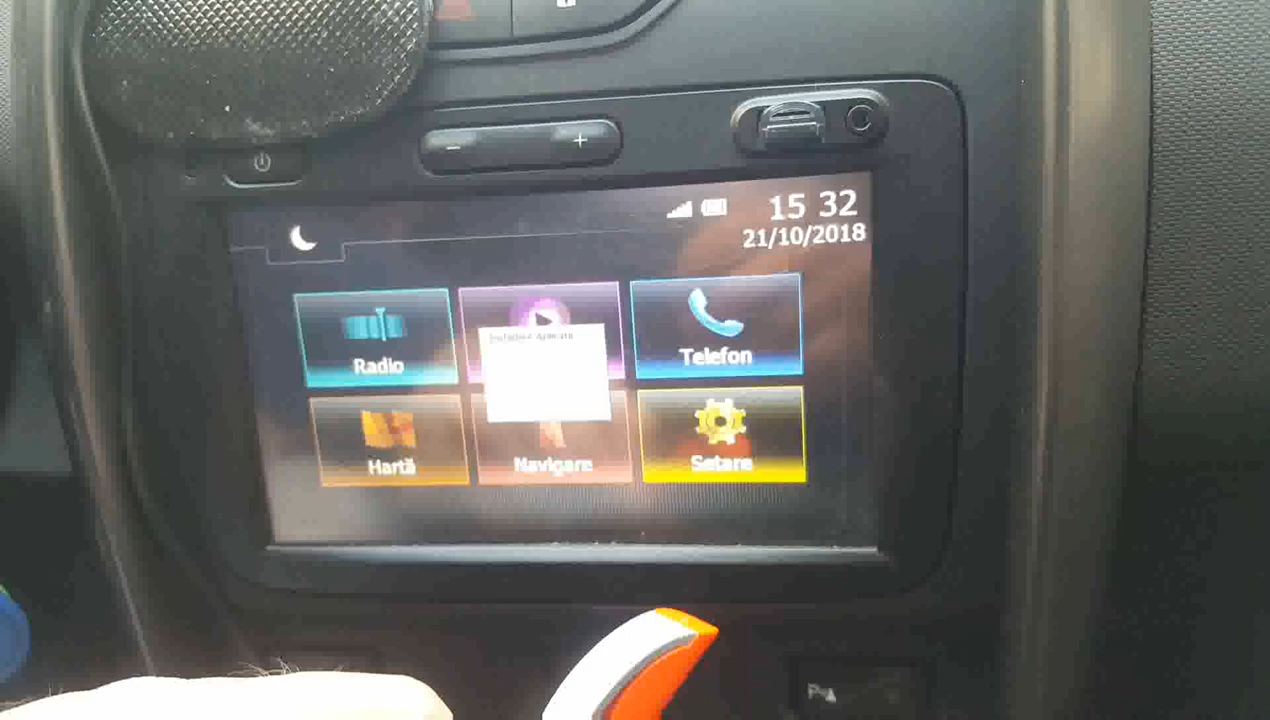 - +
15 32
21/10/2018
Radio
Telefon
Hartă
Navigare
Setare